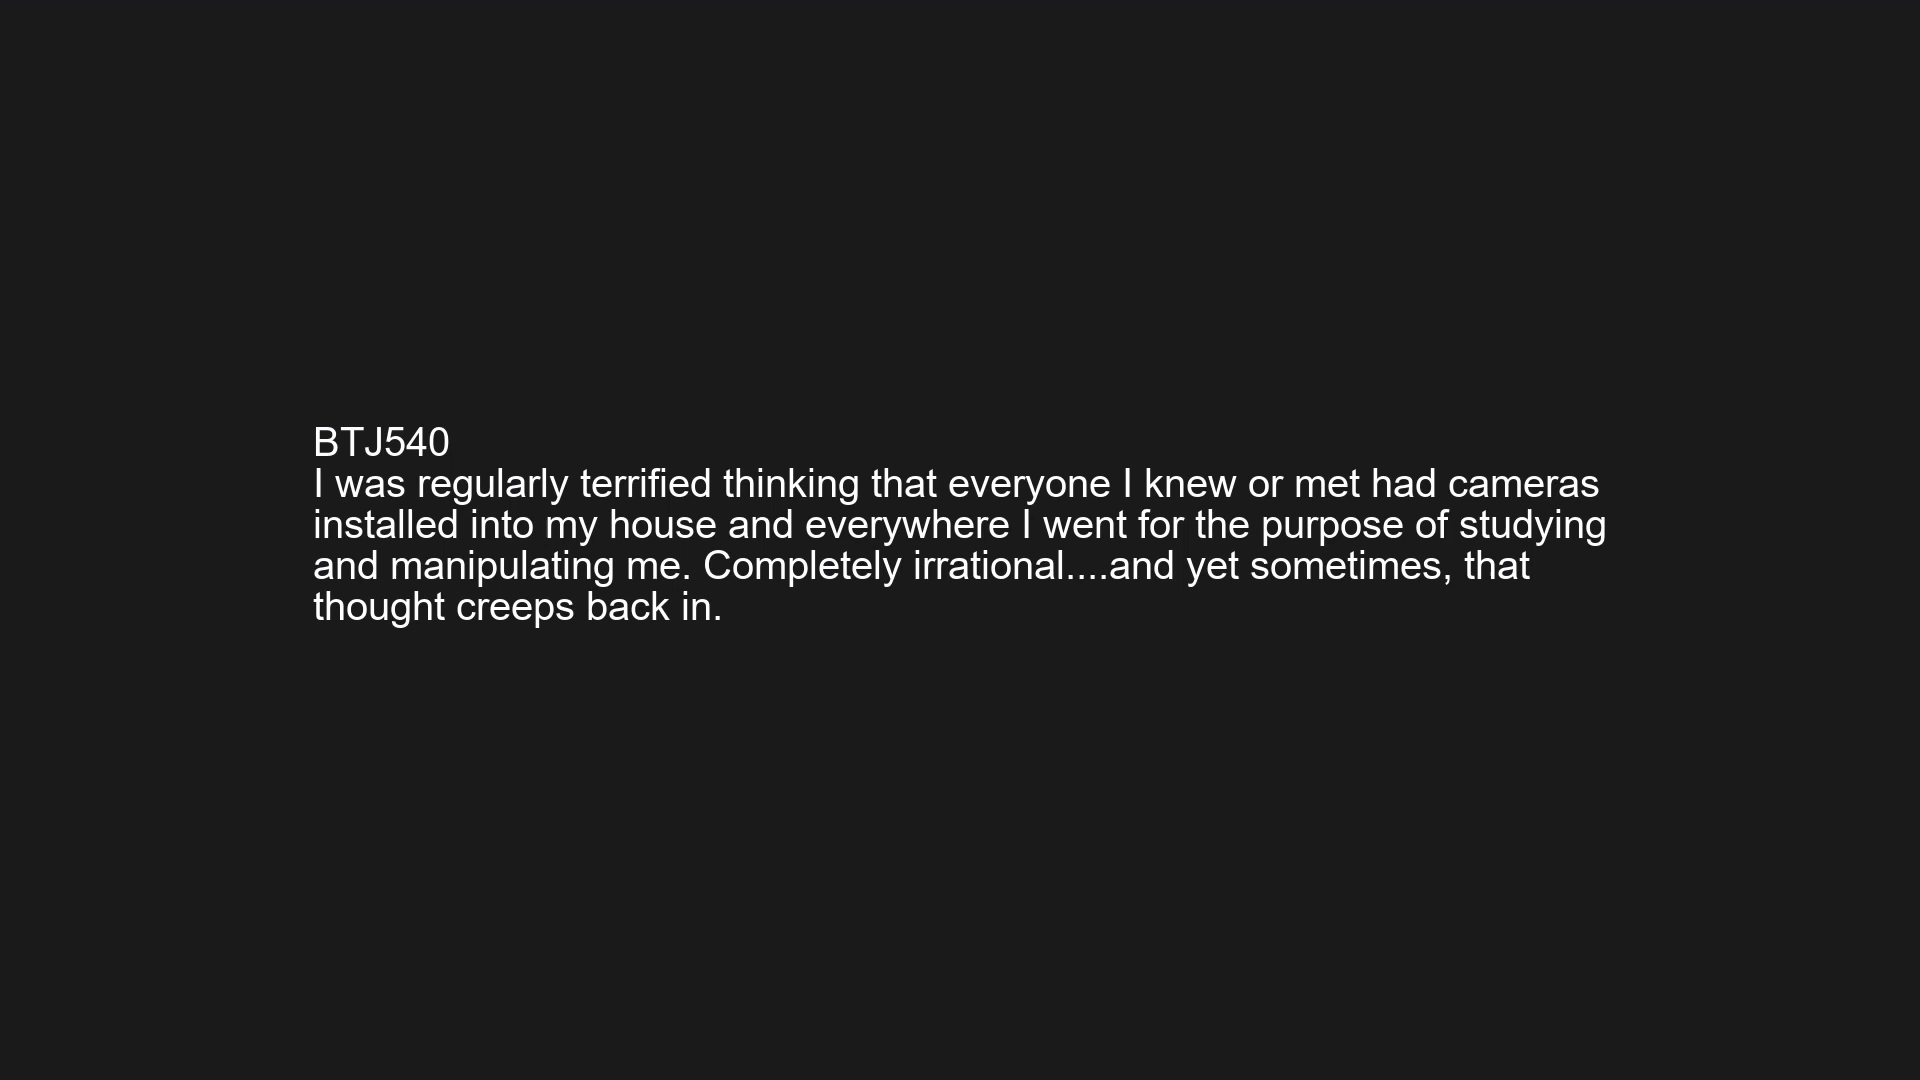 BTJ540
I was regularly terrified thinking that everyone I knew or met had cameras
installed into my house and everywhere I went for the purpose of studying
and manipulating me. Completely irrational....and yet sometimes, that
thought creeps back in.